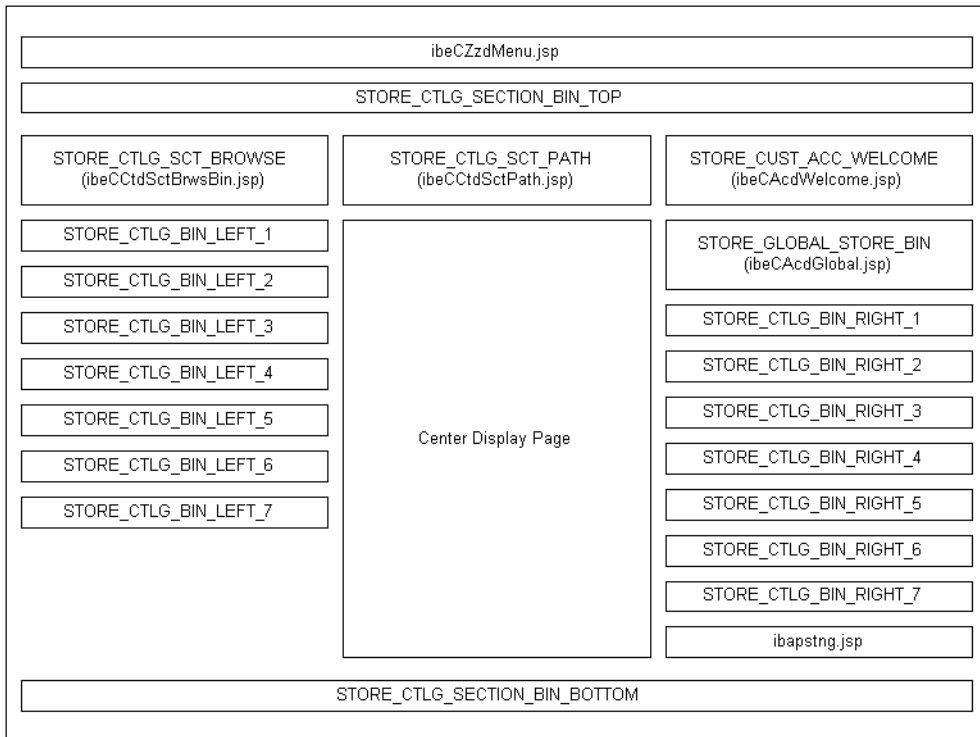 ibeCZzdMenu.jsp
STORE_CTLG_SECTION_BIN_TOP
STORE_CTLG_SCT_BROWSE
(ibeCCtdSctBrwsBin.jsp)
STORE_CTLG_SCT_PATH
(ibeCCtdSctPath.jsp)
STORE_CUST_ACC_WELCOME
(ibeCAcdWelcome.jsp)
STORE_CTLG_BIN_LEFT_1
STORE_CTLG_BIN_LEFT_2
STORE_CTLG_BIN_LEFT_3
STORE_CTLG_BIN_LEFT_4
STORE_CTLG_BIN_LEFT_5
STORE_CTLG_BIN_LEFT_6
STORE_CTLG_BIN_LEFT_7
Center Display Page
STORE_GLOBAL_STORE_BIN
(ibeCAcdGlobal.jsp)
STORE_CTLG_BIN_RIGHT_1
STORE_CTLG_BIN_RIGHT_2
STORE_CTLG_BIN_RIGHT_3
STORE_CTLG_BIN_RIGHT_4
STORE_CTLG_BIN_RIGHT_5
STORE_CTLG_BIN_RIGHT_6
STORE_CTLG_BIN_RIGHT_7
ibapstng.jsp
STORE_CTLG_SECTION_BIN_BOTTOM